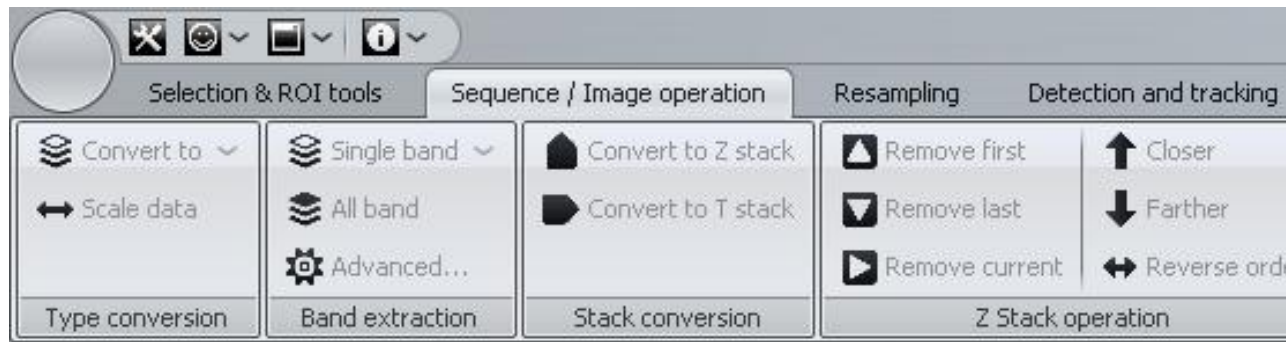 Selection & ROI tools
Sequence / Image operation
Resampling
Detection and tracking
Convert to
Scale data
Type conversion
Single band
All band
Advanced...
Band extraction
Convert to Z stack
Convert to T stack
Stack conversion
Remove first
Remove last
Remove current
Closer
Farther
Reverse orde
Z Stack operation